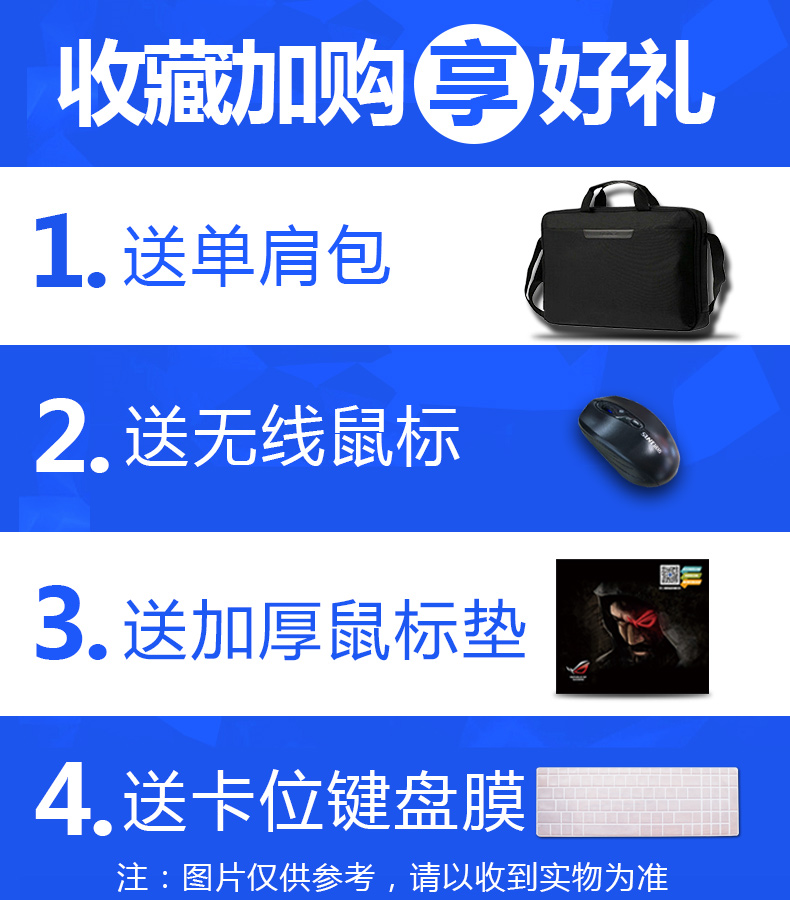 收藏加购享好礼
1.送单肩包
2.送无线鼠标
3.送加厚鼠标垫
4.送卡位键盘膜
注：图片仅供参考，请以收到实物为准